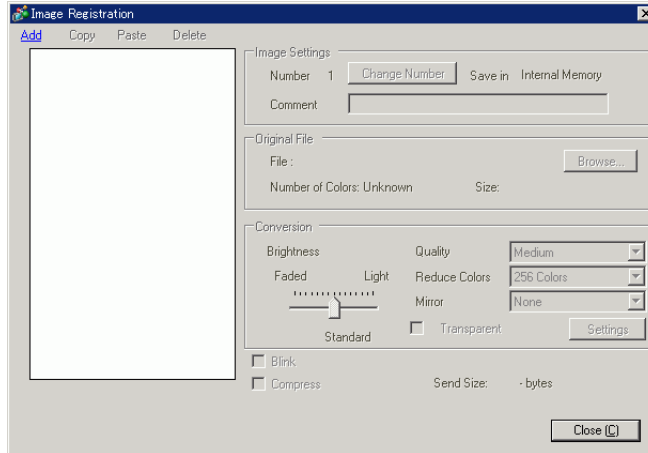 Image Registration
Add Copy Paste Delete
Image Settings
Number 1 Change Number Save in Internal Memory
Comment
Original File
File : Browse...
Number of Colors: Unknown Size:
Conversion
Brightness Quality Medium
Faded Light Reduce Colors 256 Colors
Mirror None
Standard Transparent Settings
Blink
Compress Send Size: - bytes
Close (C)